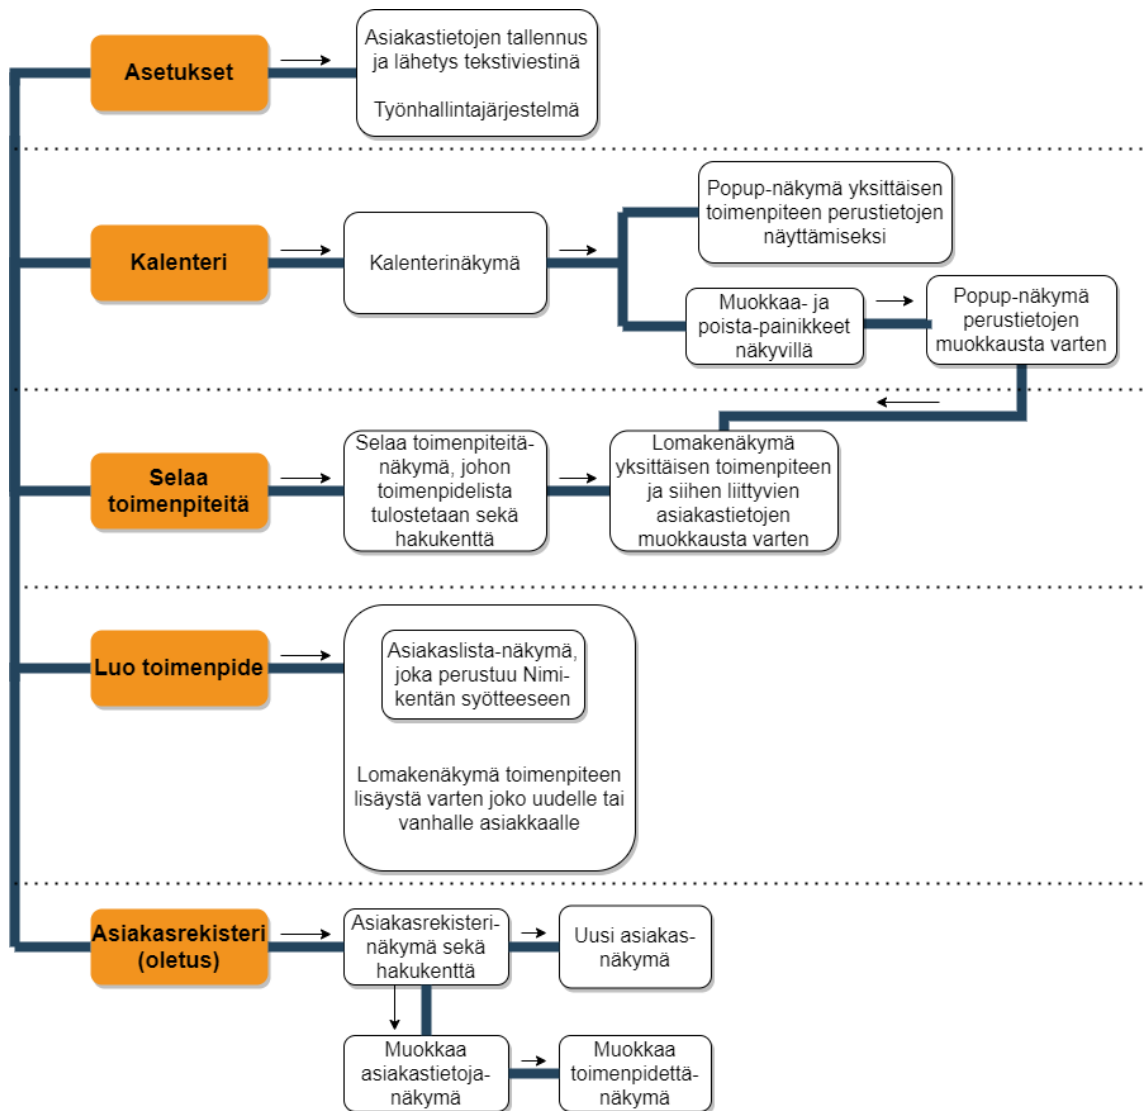 Asetukset
Asiakastietojen tallennus
ja lähetys tekstiviestinä
Työnhallintajärjestelmä
Kalenteri
Kalenterinäkymä
Popup-näkymä yksittäisen
toimenpiteen perustietojen
näyttämiseksi
Muokkaa- ja
poista-painikkeet
näkyvillä
Popup-näkymä
perustietojen
muokkausta varten
Selaa
toimenpiteitä
Selaa toimenpiteitä-
näkymä, johon
toimenpidelista
tulostetaan sekä
hakukenttä
Lomakenäkymä
yksittäisen toimenpiteen
ja siihen liittyvien
asiakastietojen
muokkausta varten
Luo toimenpide
Asiakaslista-näkymä,
joka perustuu Nimi-
kentän syötteeseen
Lomakenäkymä toimenpiteen
lisäystä varten joko uudelle tai
vanhalle asiakkaalle
Asiakasrekisteri
(oletus)
Asiakasrekisteri-
näkymä sekä
hakukenttä
Uusi asiakas-
näkymä
Muokkaa
asiakastietoja-
näkymä
Muokkaa
toimenpidettä-
näkymä